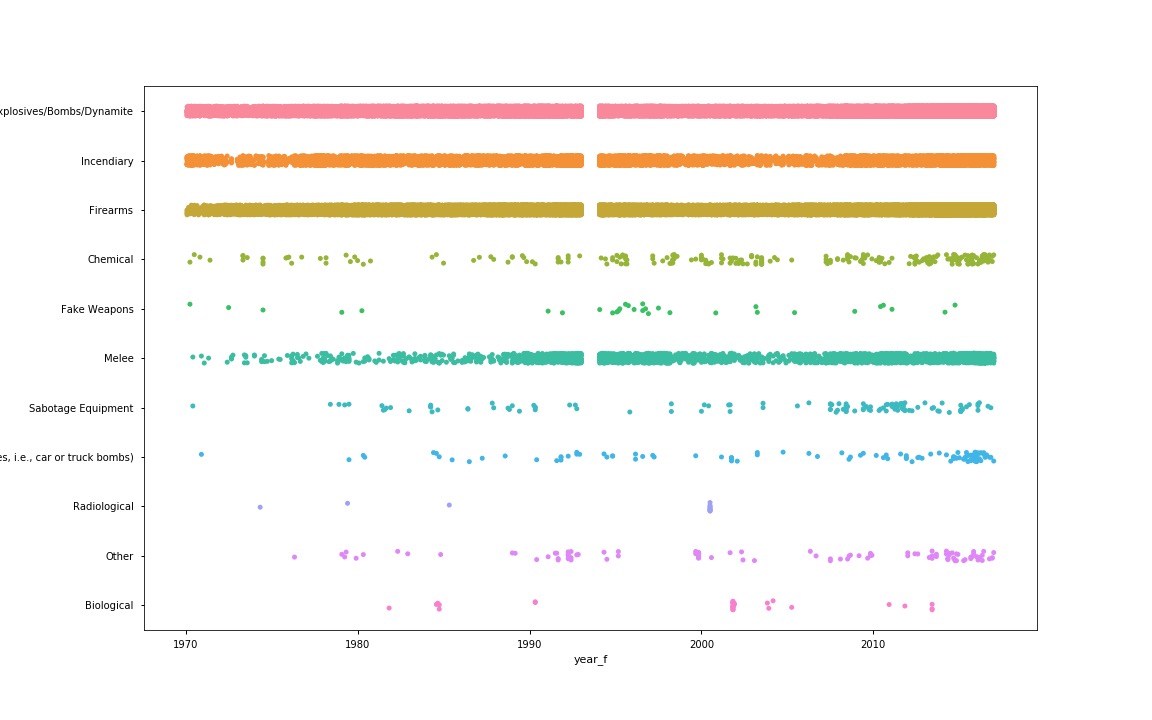 xplosives/Bombs/Dynamite
Incendiary
Firearms
Chemical
Fake Weapons
Melee
Sabotage Equipment
es, i.e., car or truck bombs)
Radiological
Other
Biological
1970 1980 1990 2000 2010
year_f